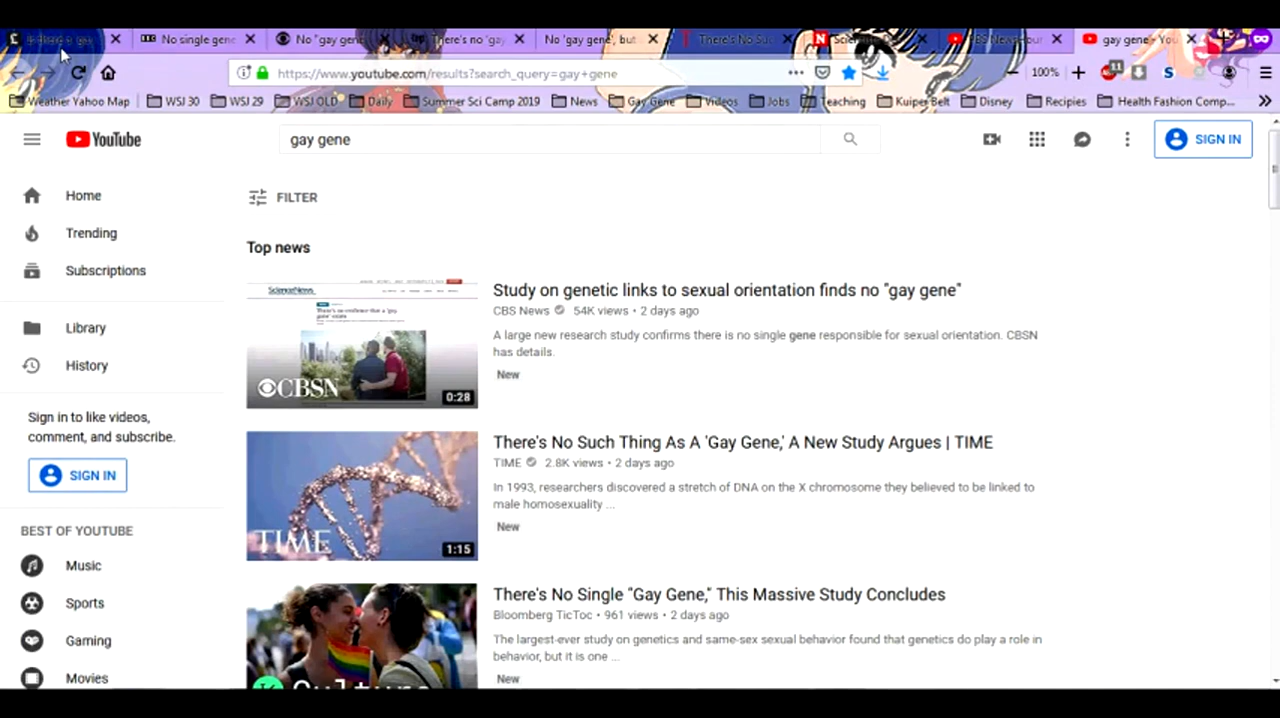 Is there a 'gay
No single gene
No "gay gen
There's no 'gay
No 'gay gene', but
There's No Su
gay gene - You
https://www.youtube.com/results?search_query=gay+gene
100%
11
Weather Yahoo Map
WSJ 30
WSJ 29
WSJ OLD
Daily
Summer Sci Camp 2019
News
Gay Gene
Videos
Jobs
Teaching
Kuiper Belt
Disney
Recipies
Health Fashion Comp...
YouTube
gay gene
SIGN IN
Home
Trending
Subscriptions
Library
History
Sign in to like videos,
comment, and subscribe.
SIGN IN
BEST OF YOUTUBE
Music
Sports
Gaming
Movies
FILTER
Top news
ScienceNews
CBSN
0:28
Study on genetic links to sexual orientation finds no "gay gene"
CBS News 54K views • 2 days ago
A large new research study confirms there is no single gene responsible for sexual orientation. CBSN
has details.
New
TIME
1:15
There's No Such Thing As A 'Gay Gene,' A New Study Argues | TIME
TIME 2.8K views • 2 days ago
In 1993, researchers discovered a stretch of DNA on the X chromosome they believed to be linked to
male homosexuality ...
New
There's No Single "Gay Gene," This Massive Study Concludes
Bloomberg TicToc • 961 views • 2 days ago
The largest-ever study on genetics and same-sex sexual behavior found that genetics do play a role in
behavior, but it is one ...
New